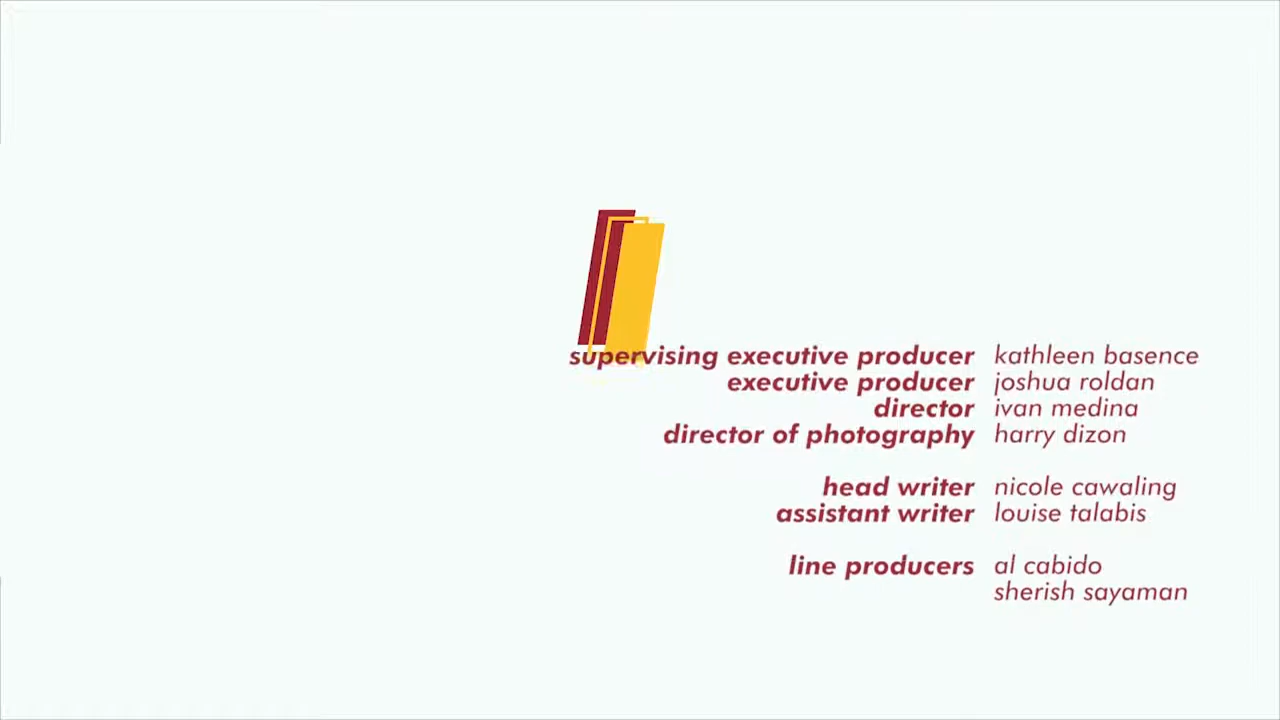 supervising executive producer kathleen basence
executive producer joshua roldan
director ivan medina
director of photography harry dizon
head writer nicole cawaling
assistant writer louise talabis
line producers al cabido
sherish sayaman